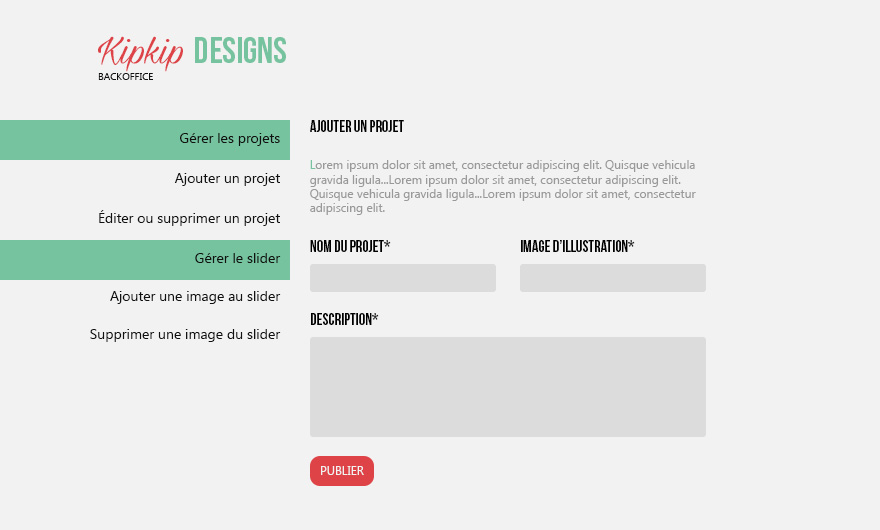 Kipkip DESIGNS
BACKOFFICE
Gérer les projets
Ajouter un projet
Éditer ou supprimer un projet
Gérer le slider
Ajouter une image au slider
Supprimer une image du slider
AJOUTER UN PROJET
Lorem ipsum dolor sit amet, consectetur adipiscing elit. Quisque vehicula
gravida ligula...Lorem ipsum dolor sit amet, consectetur adipiscing elit.
Quisque vehicula gravida ligula...Lorem ipsum dolor sit amet, consectetur
adipiscing elit.
NOM DU PROJET* IMAGE D'ILLUSTRATION*
DESCRIPTION*
PUBLIER